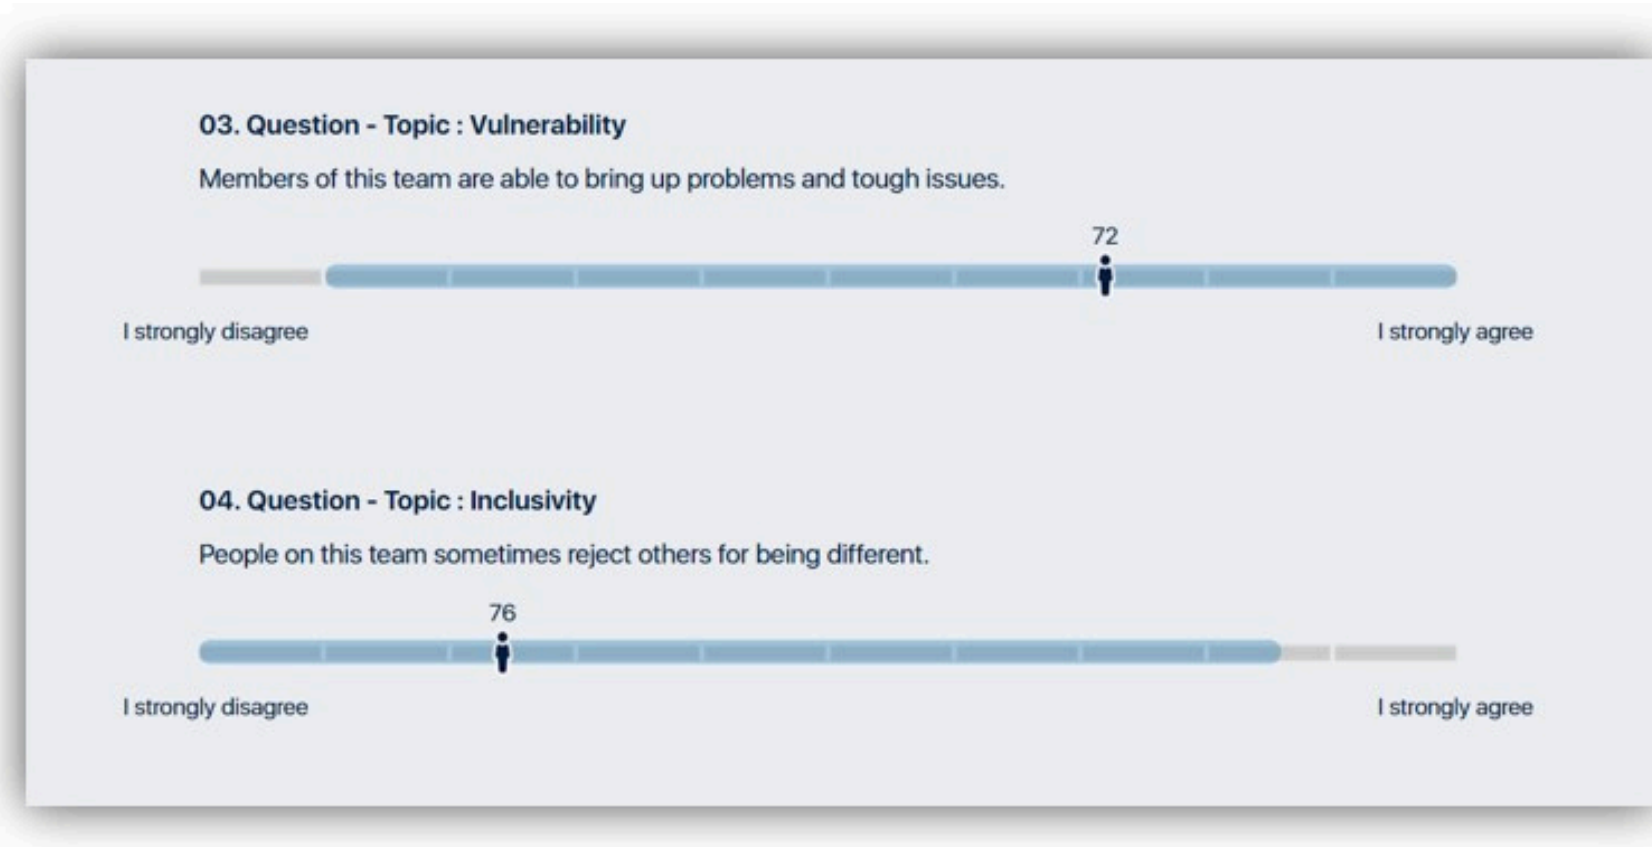 03. Question - Topic : Vulnerability
Members of this team are able to bring up problems and tough issues.
72
I strongly disagree
I strongly agree
04. Question - Topic : Inclusivity
People on this team sometimes reject others for being different.
76
I strongly disagree
I strongly agree